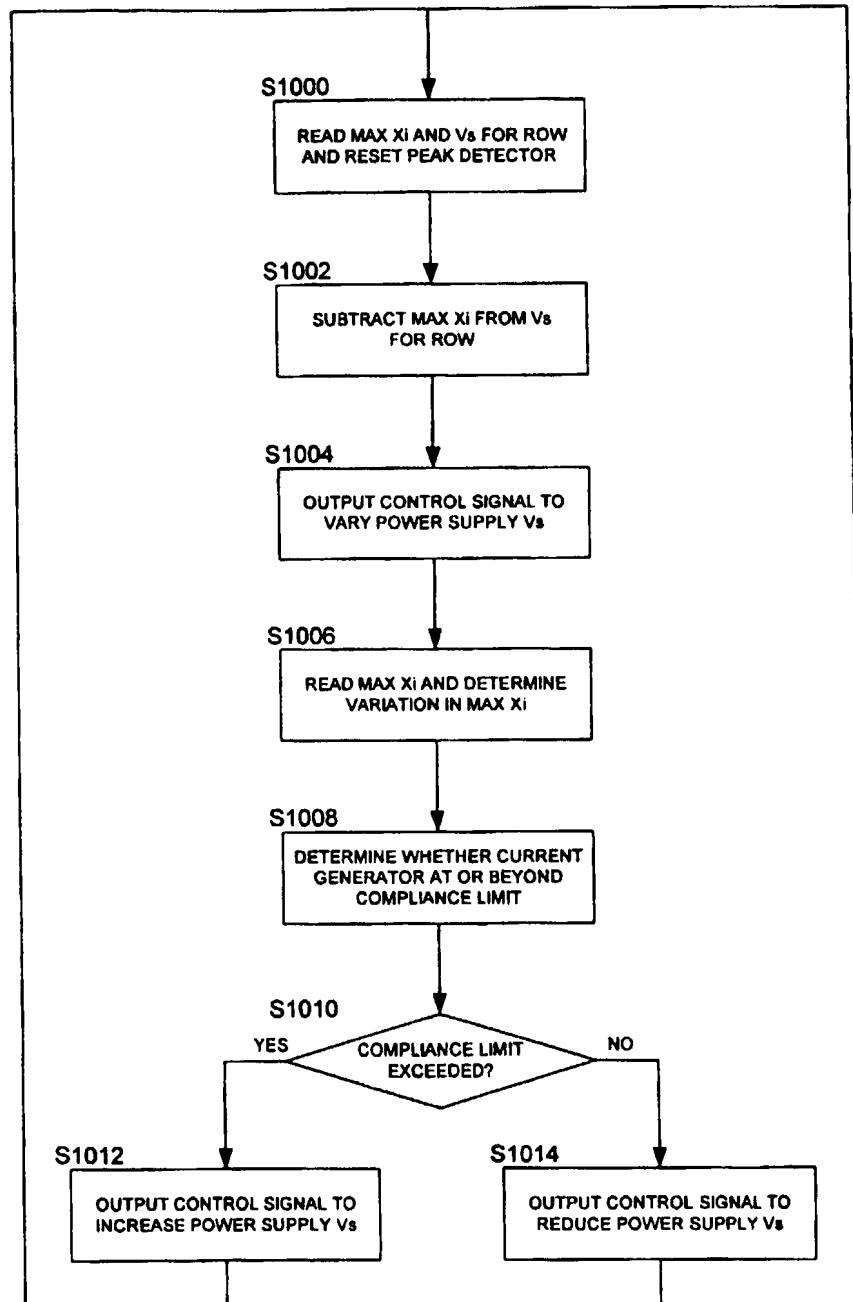 S1000
READ MAX Xi AND Vs FOR ROW
AND RESET PEAK DETECTOR
S1002
SUBTRACT MAX Xi FROM Vs
FOR ROW
S1004
OUTPUT CONTROL SIGNAL TO
VARY POWER SUPPLY Vs
S1006
READ MAX Xi AND DETERMINE
VARIATION IN MAX Xi
S1008
DETERMINE WHETHER CURRENT
GENERATOR AT OR BEYOND
COMPLIANCE LIMIT
S1010
YES
COMPLIANCE LIMIT
EXCEEDED?
NO
S1012
OUTPUT CONTROL SIGNAL TO
INCREASE POWER SUPPLY Vs
S1014
OUTPUT CONTROL SIGNAL TO
REDUCE POWER SUPPLY Vs